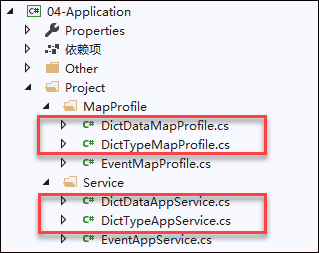 04-Application
Properties
依赖项
Other
Project
MapProfile
C# DictDataMapProfile.cs
C# DictTypeMapProfile.cs
C# EventMapProfile.cs
Service
C# DictDataAppService.cs
C# DictTypeAppService.cs
C# EventAppService.cs